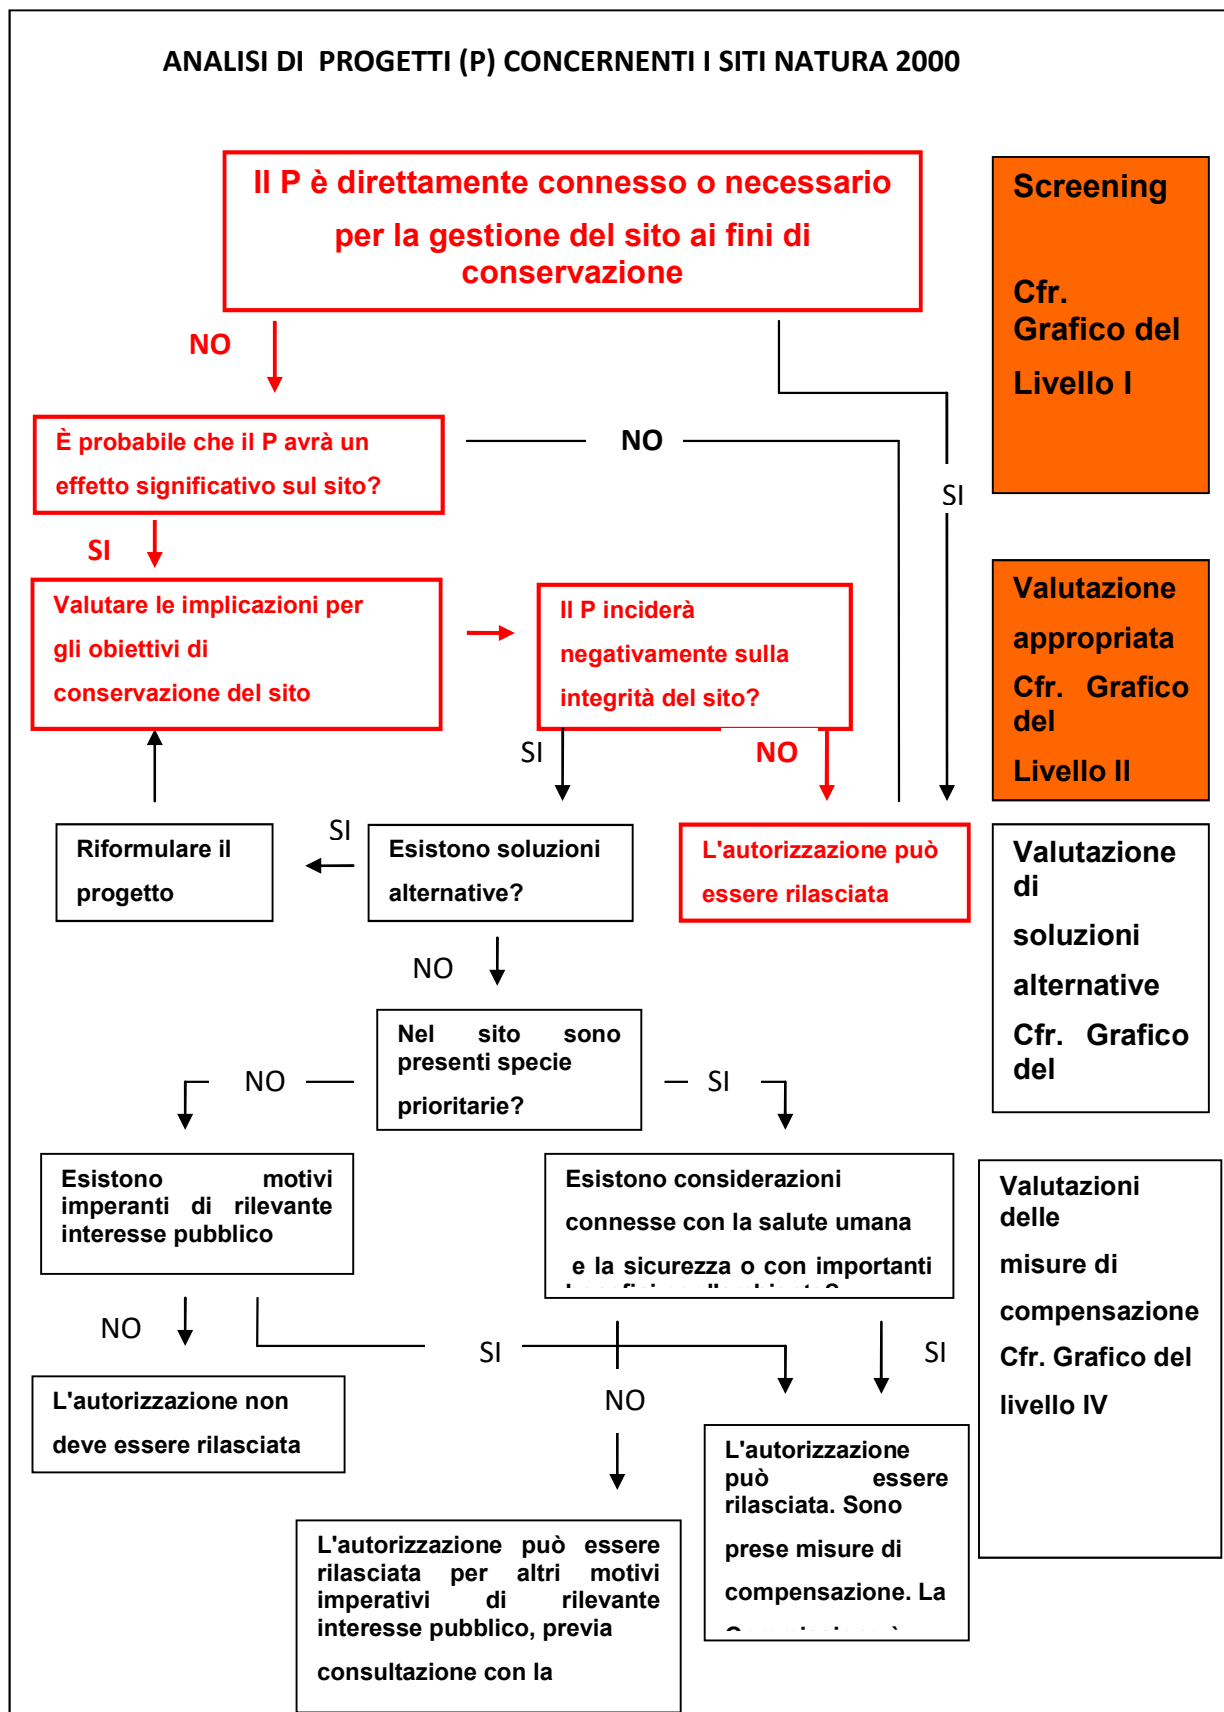 ANALISI DI PROGETTI (P) CONCERNENTI I SITI NATURA 2000
Il P è direttamente connesso o necessario
per la gestione del sito ai fini di
conservazione
Screening
Cfr.
Grafico del
Livello I
NO
È probabile che il P avrà un
effetto significativo sul sito?
NO
SI
SI
Valutare le implicazioni per
gli obiettivi di
conservazione del sito
Il P inciderà
negativamente sulla
integrità del sito?
Valutazione
appropriata
Cfr. Grafico
del
Livello II
SI
NO
Riformulare il
progetto
SI
Esistono soluzioni
alternative?
L'autorizzazione può
essere rilasciata
Valutazione
di
soluzioni
alternative
Cfr. Grafico
del
NO
Nel sito sono
presenti specie
prioritarie?
NO
SI
Esistono motivi
imperanti di rilevante
interesse pubblico
Esistono considerazioni
connesse con la salute umana
e la sicurezza o con importanti
Valutazioni
delle
misure di
compensazione
Cfr. Grafico del
livello IV
NO
SI
NO
SI
L'autorizzazione non
deve essere rilasciata
L'autorizzazione può essere
rilasciata per altri motivi
imperativi di rilevante
interesse pubblico, previa
consultazione con la
L'autorizzazione
può essere
rilasciata. Sono
prese misure di
compensazione. La